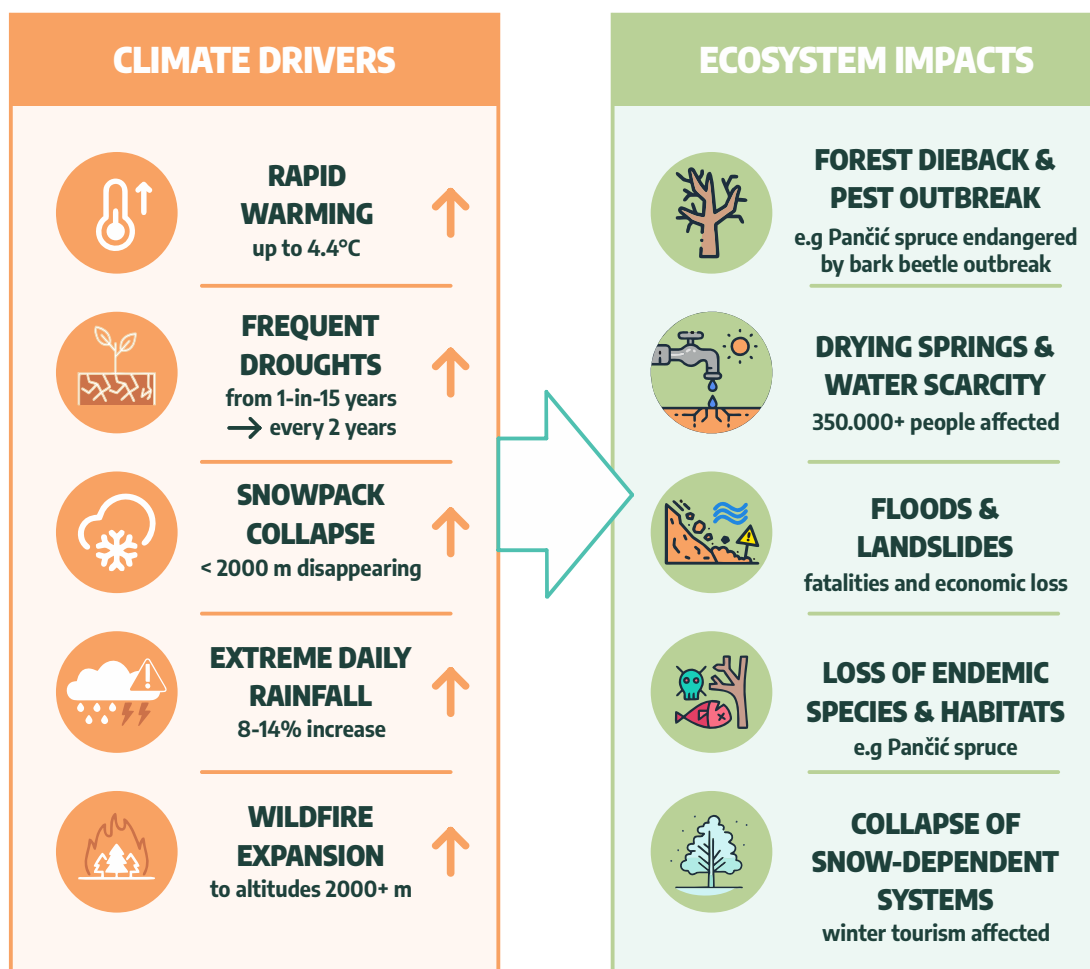 CLIMATE DRIVERS
RAPID
WARMING
up to 4.4°C
FREQUENT
DROUGHTS
from 1-in-15 years
→ every 2 years
SNOWPACK
COLLAPSE
< 2000 m disappearing
EXTREME DAILY
RAINFALL
8-14% increase
WILDFIRE
EXPANSION
to altitudes 2000+ m
ECOSYSTEM IMPACTS
FOREST DIEBACK &
PEST OUTBREAK
e.g Pančić spruce endangered
by bark beetle outbreak
DRYING SPRINGS &
WATER SCARCITY
350.000+ people affected
FLOODS &
LANDSLIDES
fatalities and economic loss
LOSS OF ENDEMIC
SPECIES & HABITATS
e.g Pančić spruce
COLLAPSE OF
SNOW-DEPENDENT
SYSTEMS
winter tourism affected